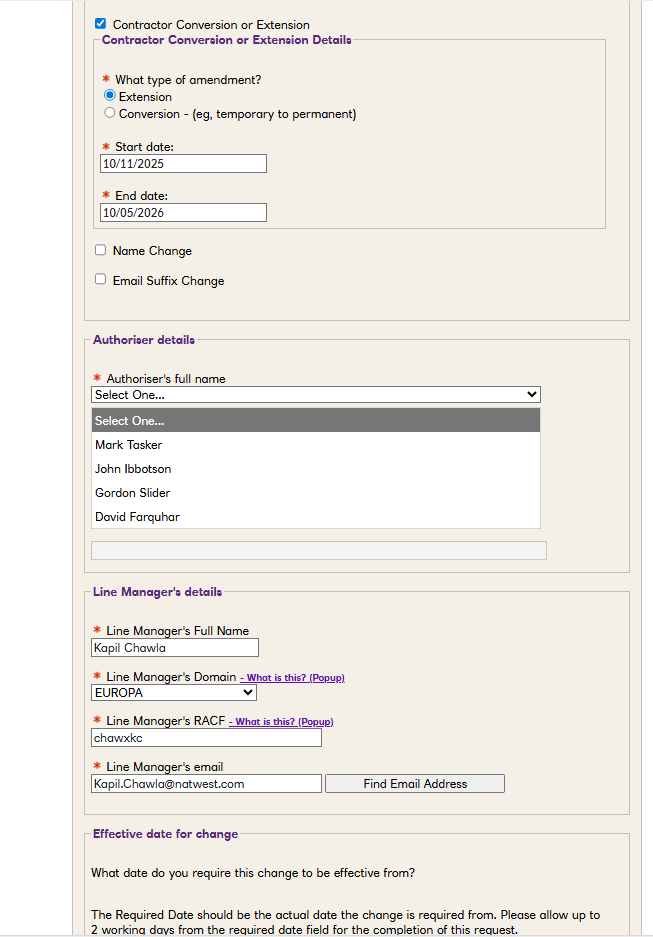 Contractor Conversion or Extension
Contractor Conversion or Extension Details
* What type of amendment?
Extension
Conversion - (eg, temporary to permanent)
* Start date:
10/11/2025
* End date:
10/05/2026
Name Change
Email Suffix Change
Authoriser details
* Authoriser's full name
Select One...
Select One...
Mark Tasker
John Ibbotson
Gordon Slider
David Farquhar
Line Manager's details
* Line Manager's Full Name
Kapil Chawla
* Line Manager's Domain - What is this? (Popup)
EUROPA
* Line Manager's RACF - What is this? (Popup)
chawxkc
* Line Manager's email
Kapil.Chawla@natwest.com Find Email Address
Effective date for change
What date do you require this change to be effective from?
The Required Date should be the actual date the change is required from. Please allow up to
2 working days from the required date field for the completion of this request.